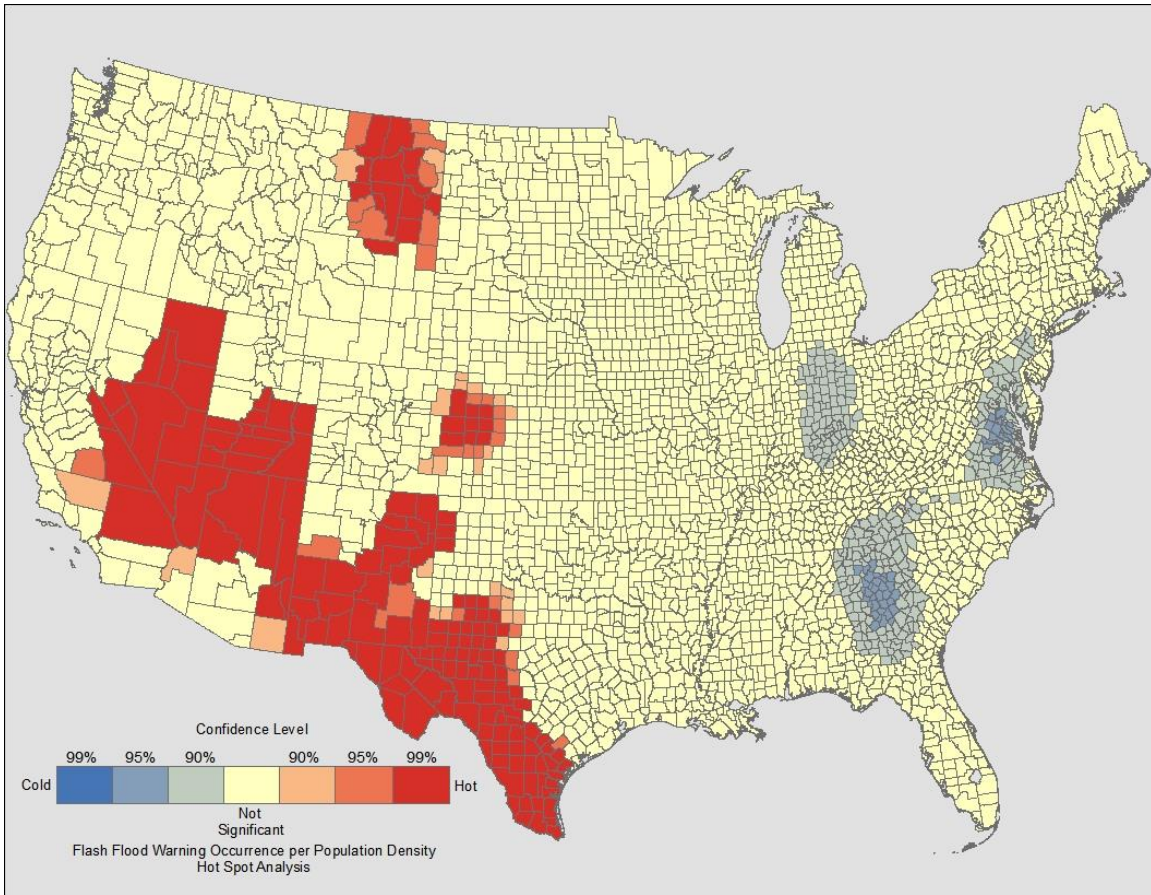 Confidence Level
99% 95% 90% 90% 95% 99%
Cold Hot
Not
Significant
Flash Flood Warning Occurrence per Population Density
Hot Spot Analysis